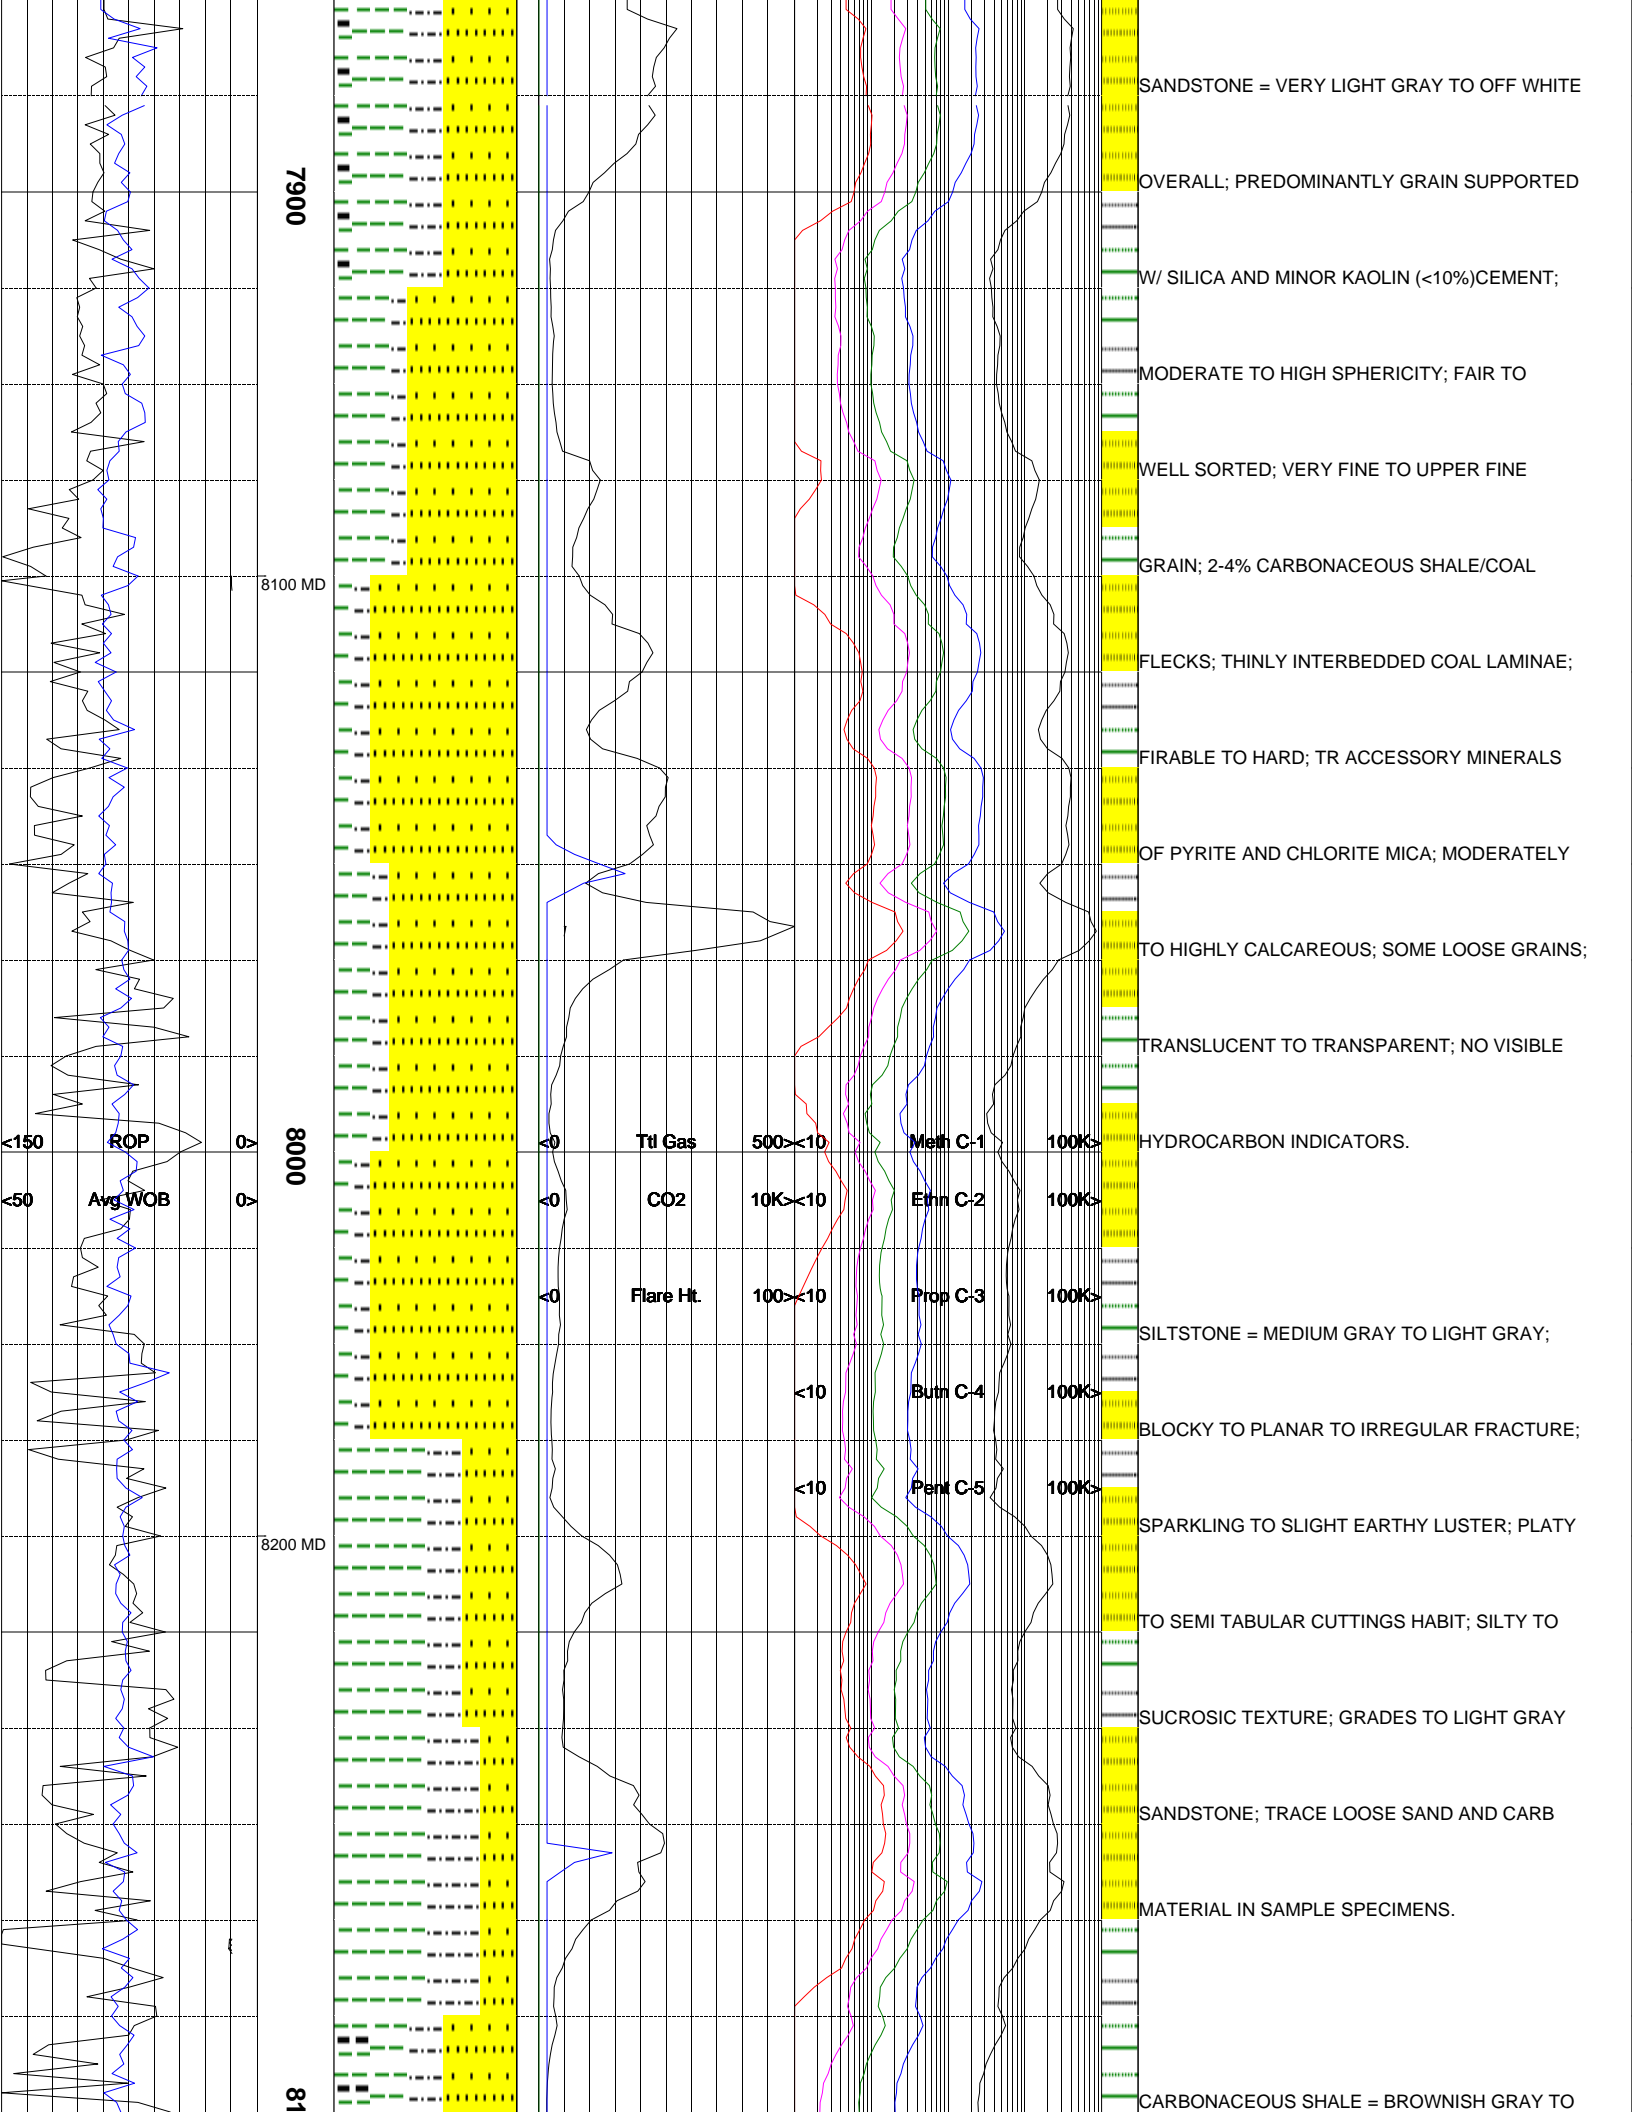 SANDSTONE = VERY LIGHT GRAY TO OFF WHITE
7900
OVERALL; PREDOMINANTLY GRAIN SUPPORTED
W/ SILICA AND MINOR KAOLIN (<10%)CEMENT;
MODERATE TO HIGH SPHERICITY; FAIR TO
WELL SORTED; VERY FINE TO UPPER FINE
GRAIN; 2-4% CARBONACEOUS SHALE/COAL
8100 MD
FLECKS; THINLY INTERBEDDED COAL LAMINAE;
FIRABLE TO HARD; TR ACCESSORY MINERALS
OF PYRITE AND CHLORITE MICA; MODERATELY
TO HIGHLY CALCAREOUS; SOME LOOSE GRAINS;
TRANSLUCENT TO TRANSPARENT; NO VISIBLE
<150 ROP 0> 8000 <0 Ttl Gas 500><10 Meth C-1 100K> HYDROCARBON INDICATORS.
<50 Avg WOB 0> <0 CO2 10K><10 Ethn C-2 100K>
<0 Flare Ht. 100><10 Prop C-3 100K>
SILTSTONE = MEDIUM GRAY TO LIGHT GRAY;
<10 Butn C-4 100K>
BLOCKY TO PLANAR TO IRREGULAR FRACTURE;
<10 Pent C-5 100K>
SPARKLING TO SLIGHT EARTHY LUSTER; PLATY
8200 MD
TO SEMI TABULAR CUTTINGS HABIT; SILTY TO
SUCROSIC TEXTURE; GRADES TO LIGHT GRAY
SANDSTONE; TRACE LOOSE SAND AND CARB
MATERIAL IN SAMPLE SPECIMENS.
81
CARBONACEOUS SHALE = BROWNISH GRAY TO